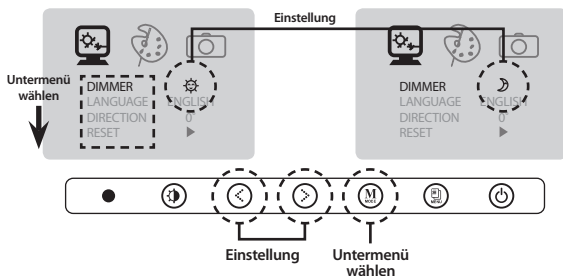 Einstellung
Untermenü
wählen
DIMMER
LANGUAGE ENGLISH
DIRECTION 0°
RESET
DIMMER
LANGUAGE ENGLISH
DIRECTION 0°
RESET
M
MODE
MENU
Einstellung
Untermenü
wählen